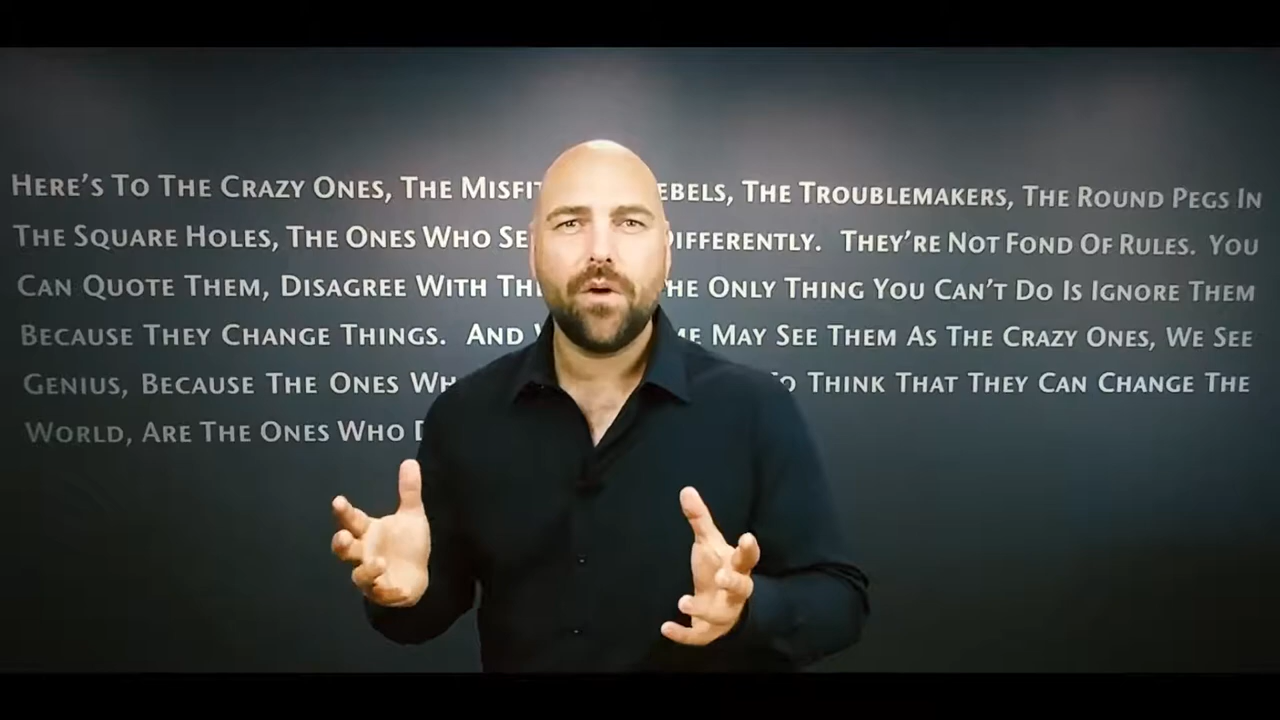 Here's To The Crazy Ones, The Misfit ebels, The Troublemakers, The Round Pegs In
The Square Holes, The Ones Who Se ifferently. They're Not Fond Of Rules. You
Can Quote Them, Disagree With The he Only Thing You Can't Do Is Ignore Them
Because They Change Things. And me May See Them As The Crazy Ones, We See
Genius, Because The Ones Wh o Think That They Can Change The
World, Are The Ones Who D